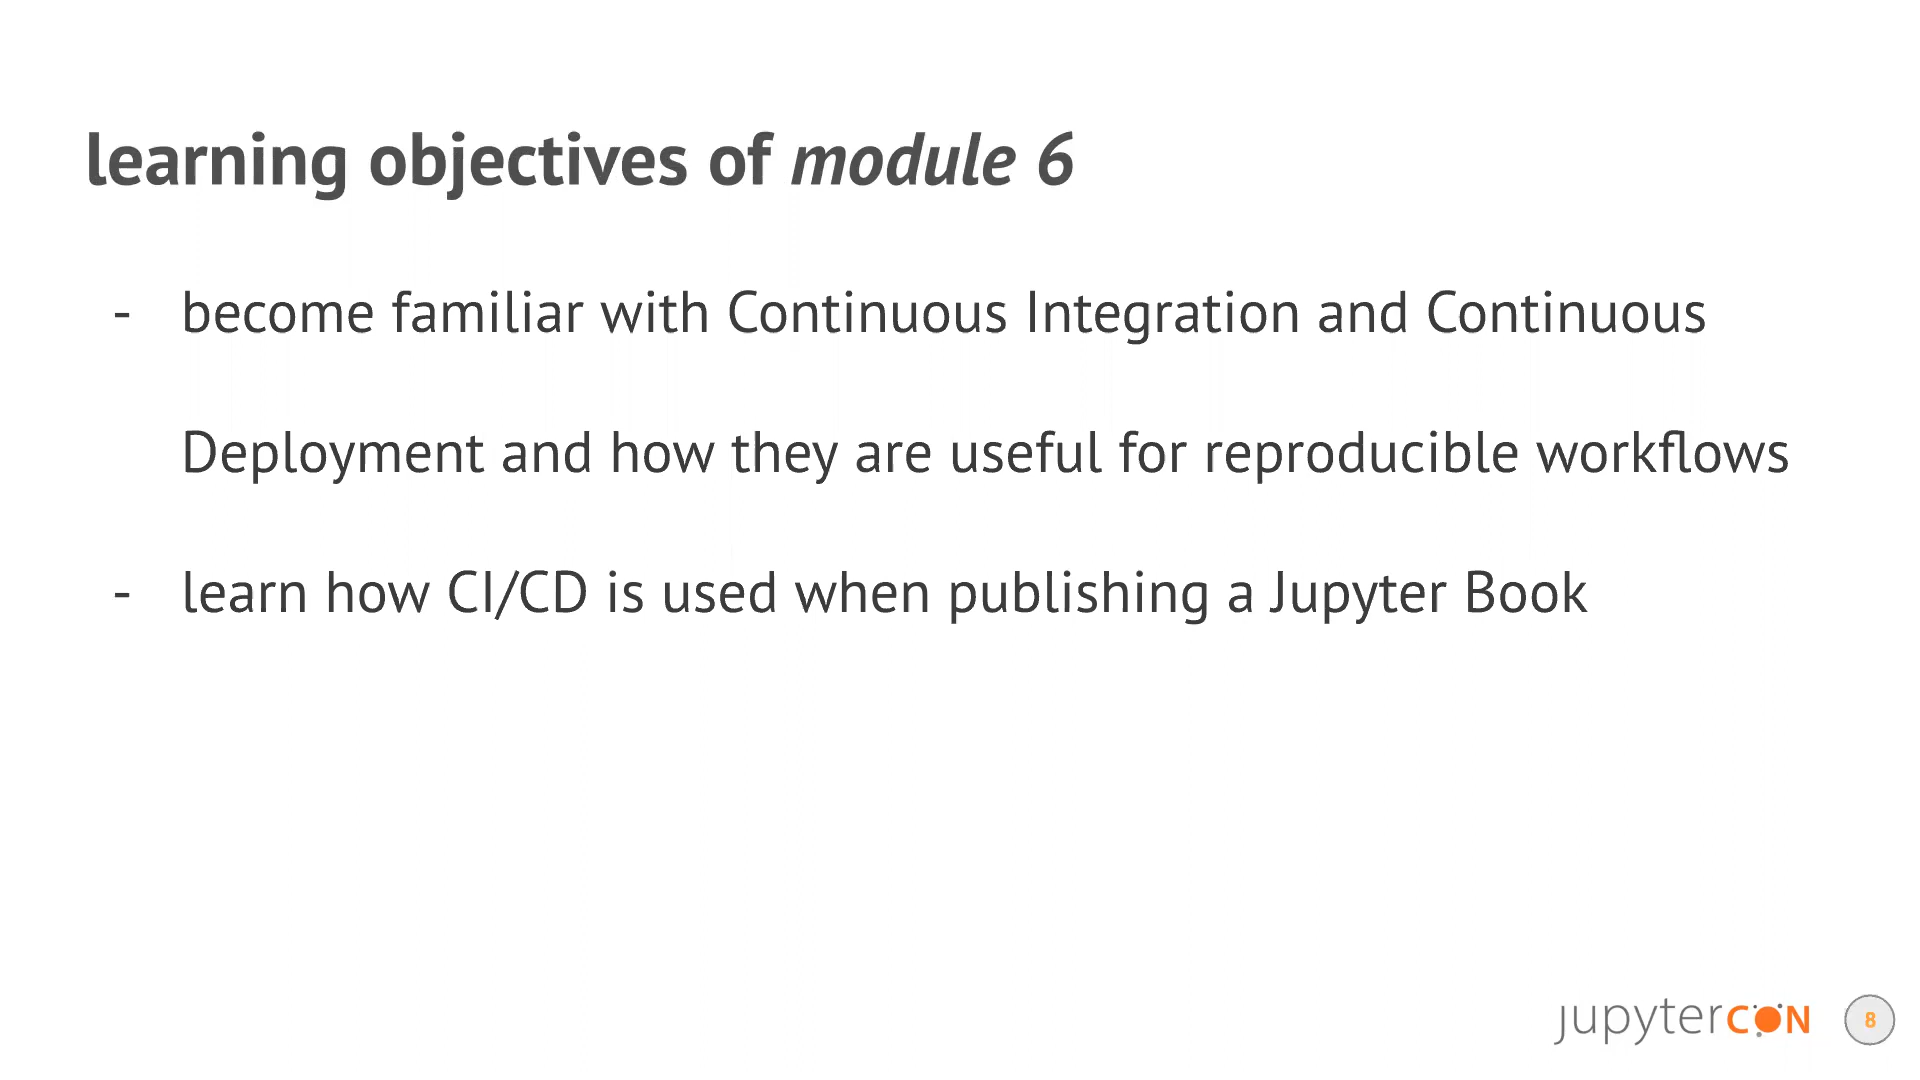 learning objectives of module 6
- become familiar with Continuous Integration and Continuous
Deployment and how they are useful for reproducible workflows
- learn how CI/CD is used when publishing a Jupyter Book
jupytercon 8